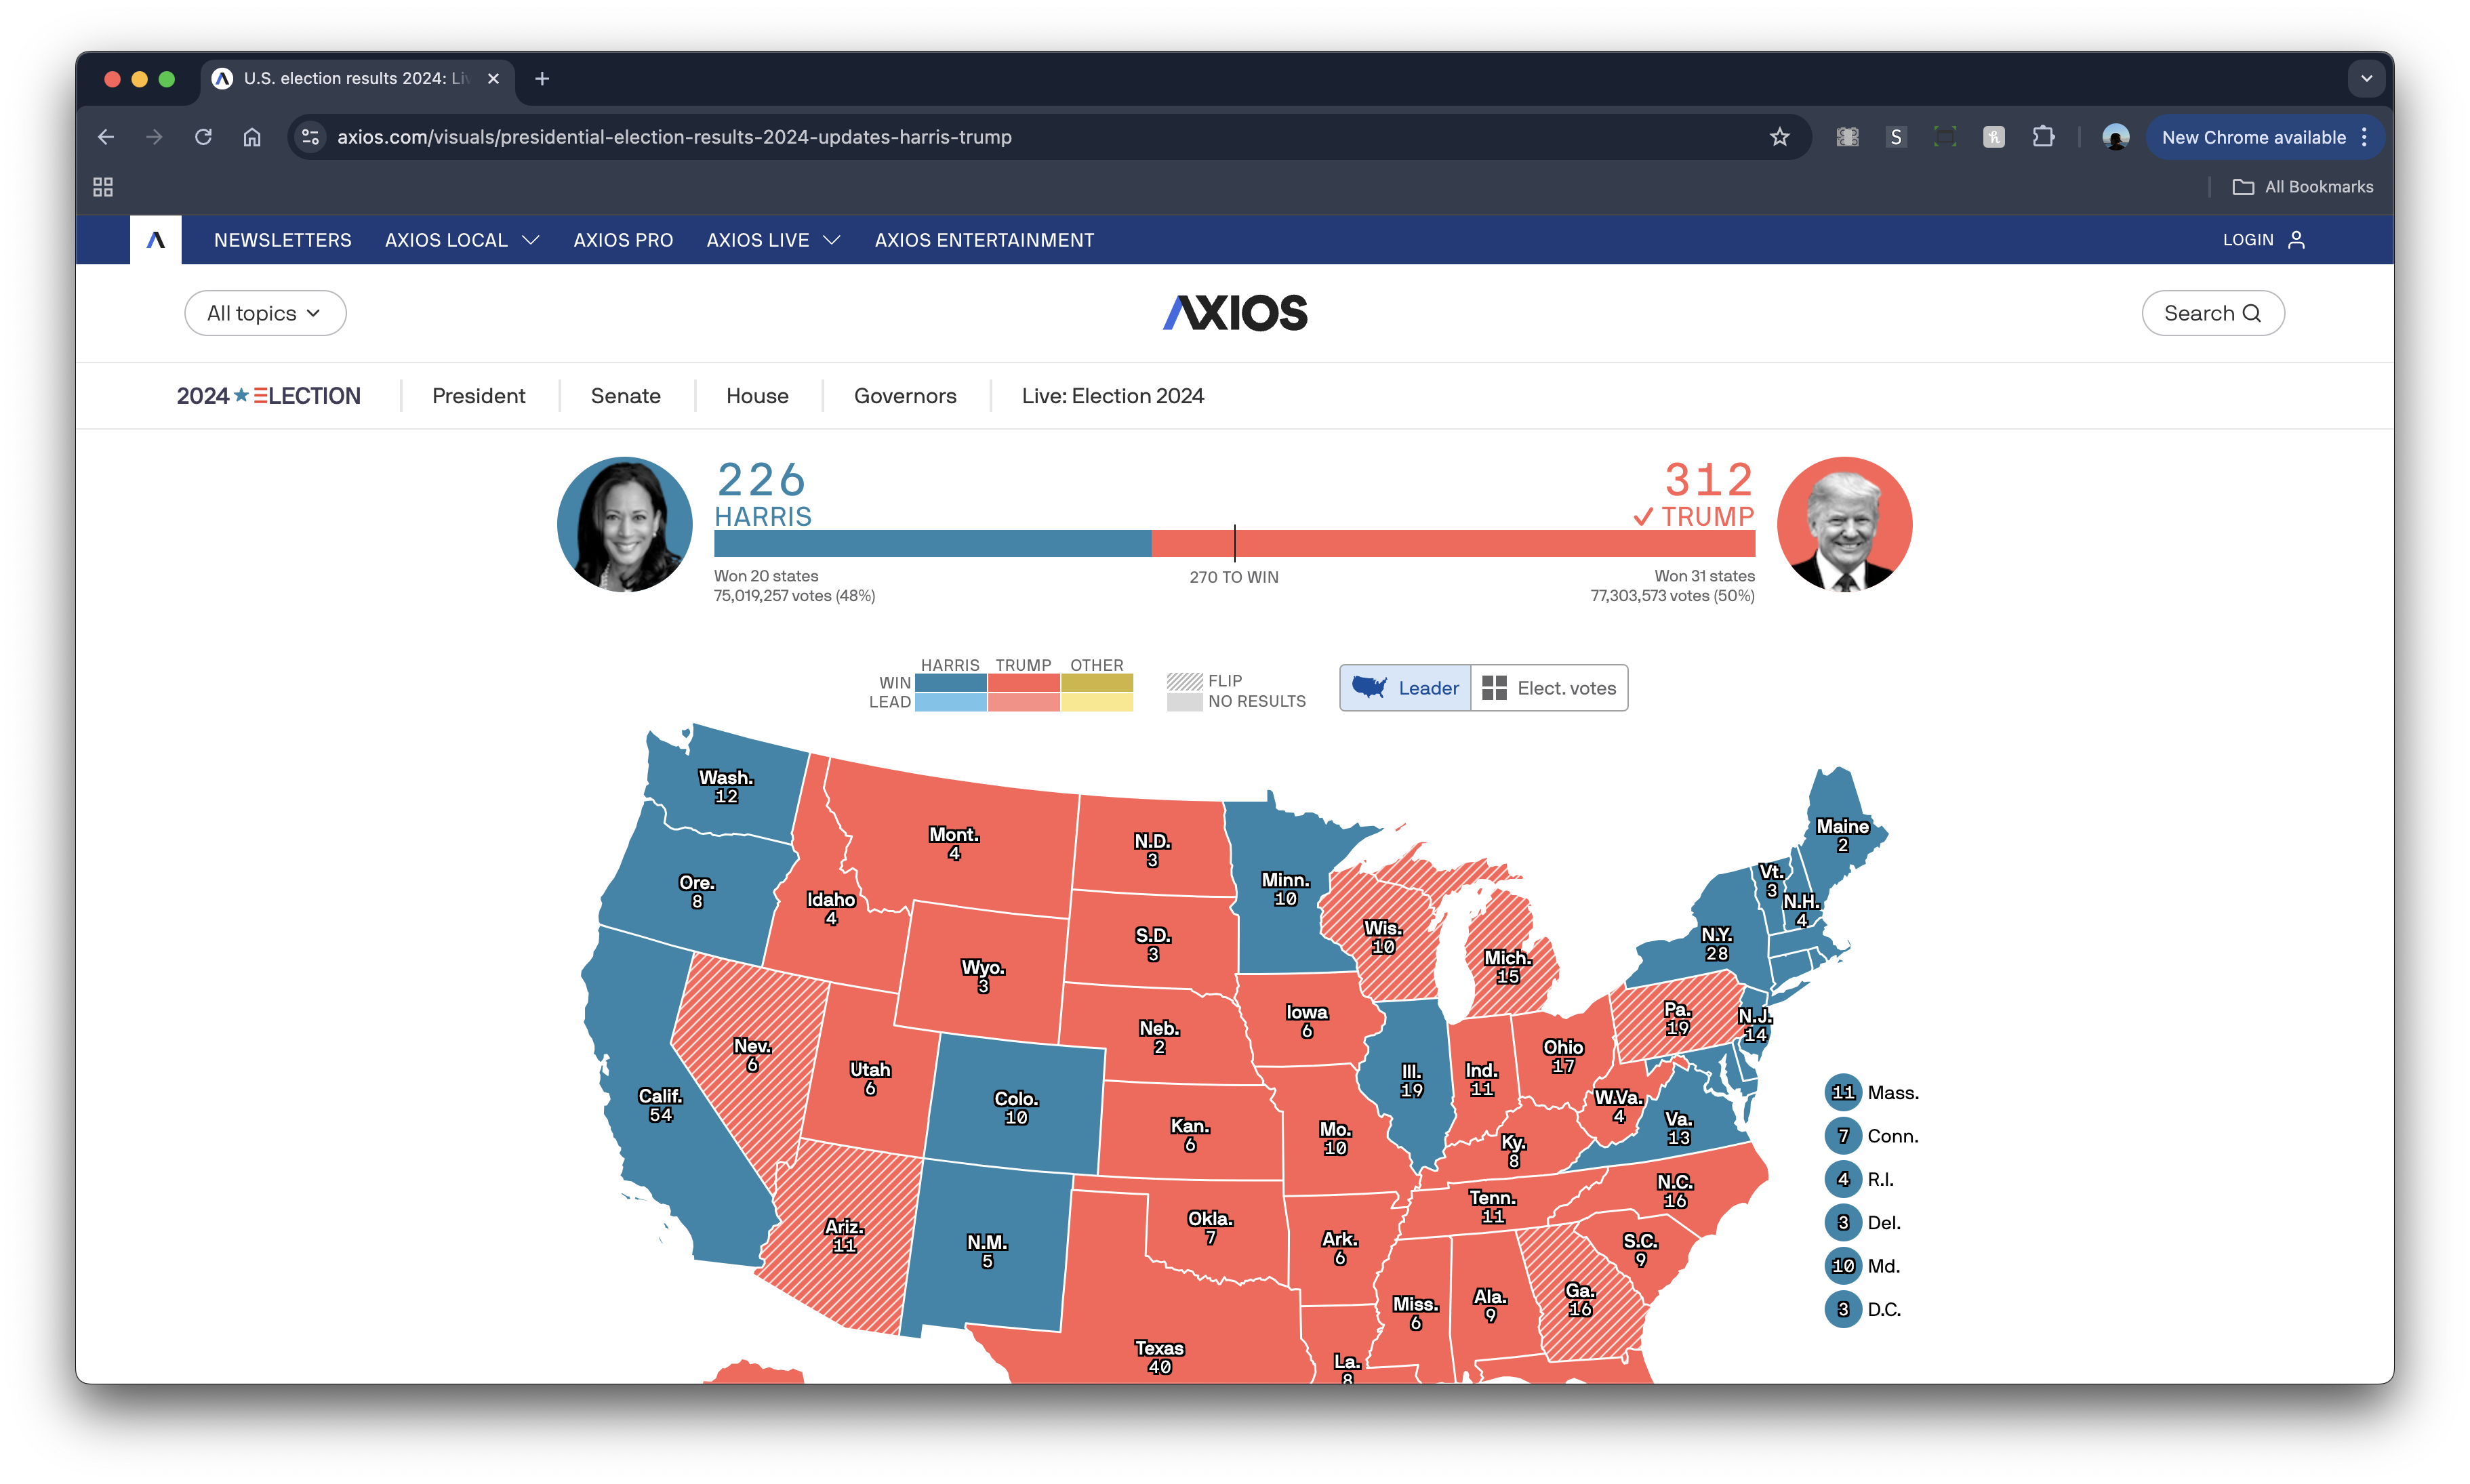 U.S. election results 2024: Liv
axios.com/visuals/presidential-election-results-2024-updates-harris-trump
S
h
New Chrome available
All Bookmarks
NEWSLETTERS AXIOS LOCAL AXIOS PRO AXIOS LIVE AXIOS ENTERTAINMENT LOGIN
All topics AXIOS Search
2024 ELECTION President Senate House Governors Live: Election 2024
226 312
HARRIS TRUMP
Won 20 states 270 TO WIN Won 31 states
75,019,257 votes (48%) 77,303,573 votes (50%)
HARRIS TRUMP OTHER
WIN FLIP
LEAD NO RESULTS
Leader Elect. votes
Wash.
12
Ore.
8
Calif.
54
Nev.
6
Idaho
4
Mont.
4
Wyo.
3
Utah
6
Ariz.
11
Colo.
10
N.M.
5
N.D.
3
S.D.
3
Neb.
2
Kan.
6
Okla.
7
Texas
40
Minn.
10
Iowa
6
Mo.
10
Ark.
6
La.
8
Wis.
10
Ill.
19
Mich.
15
Ind.
11
Ohio
17
Ky.
8
Tenn.
11
Miss.
6
Ala.
9
Ga.
16
S.C.
9
N.C.
16
Va.
13
W.Va.
4
Pa.
19
N.J.
14
N.Y.
28
Vt.
3
N.H.
4
Maine
2
11 Mass.
7 Conn.
4 R.I.
3 Del.
10 Md.
3 D.C.